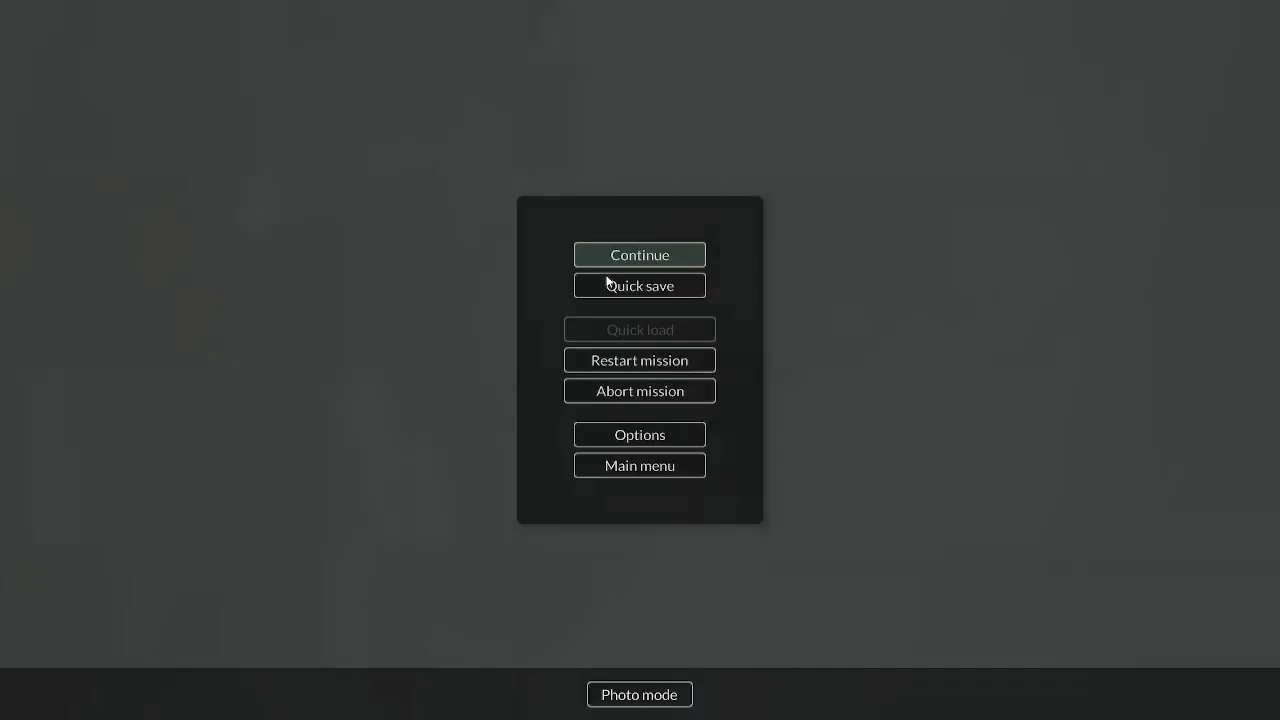 Continue
Quick save
Quick load
Restart mission
Abort mission
Options
Main menu
Photo mode